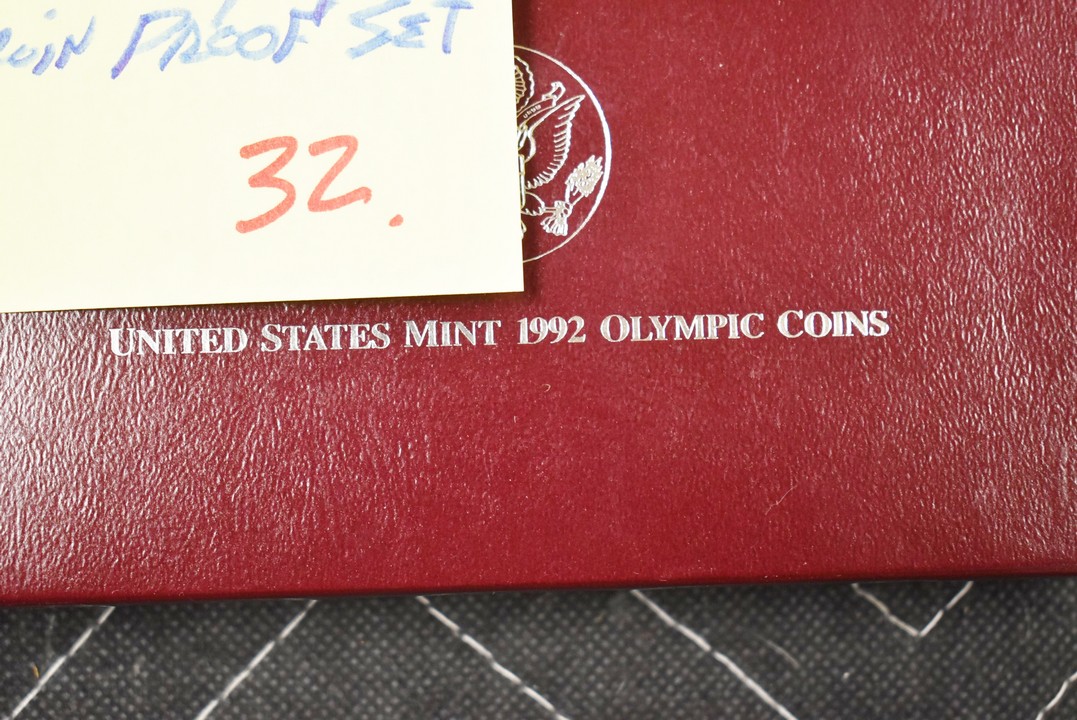 PROOF SET
32.
UNITED STATES MINT 1992 OLYMPIC COINS